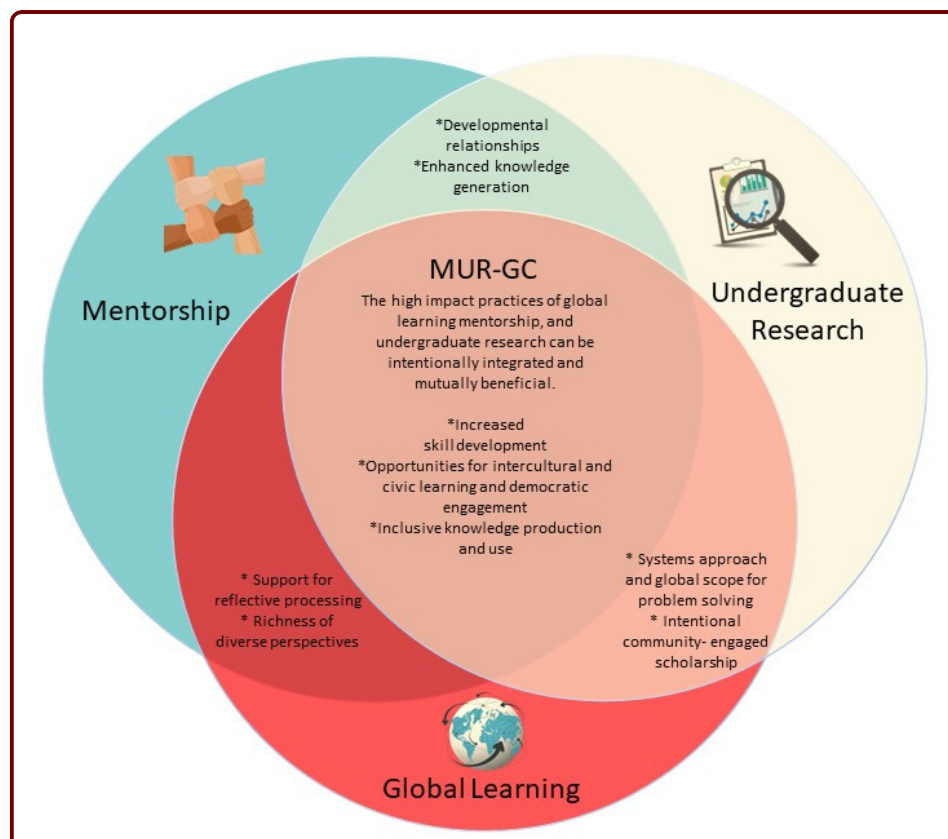 *Developmental
relationships
*Enhanced knowledge
generation
Mentorship
Undergraduate
Research
MUR-GC
The high impact practices of global
learning mentorship, and
undergraduate research can be
intentionally integrated and
mutually beneficial.
*Increased
skill development
*Opportunities for intercultural and
civic learning and democratic
engagement
*Inclusive knowledge production
and use
* Support for
reflective processing
* Richness of
diverse perspectives
* Systems approach
and global scope for
problem solving
* Intentional
community- engaged
scholarship
Global Learning